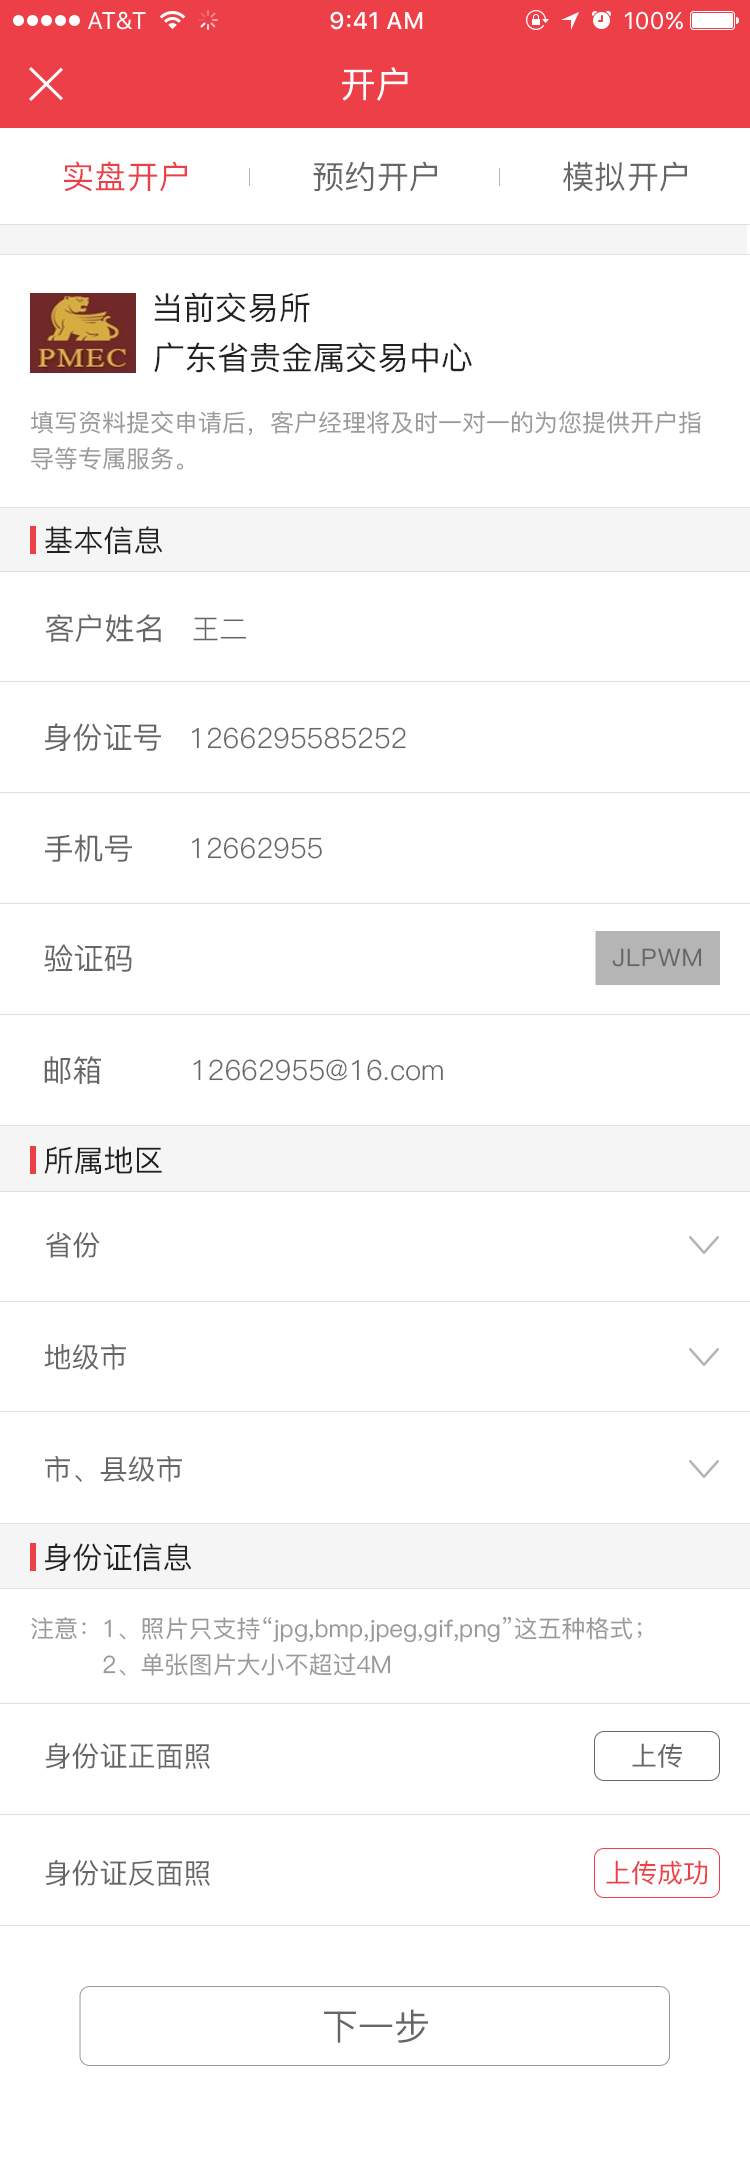 AT&T 9:41 AM 100%
开户
实盘开户 预约开户 模拟开户
PMEC
当前交易所
广东省贵金属交易中心
填写资料提交申请后，客户经理将及时一对一的为您提供开户指
导等专属服务。
基本信息
客户姓名 王二
身份证号 1266295585252
手机号 12662955
验证码 JLPWM
邮箱 12662955@16.com
所属地区
省份
地级市
市、县级市
身份证信息
注意：1、照片只支持“jpg,bmp,jpeg,gif,png”这五种格式；
2、单张图片大小不超过4M
身份证正面照 上传
身份证反面照 上传成功
下一步